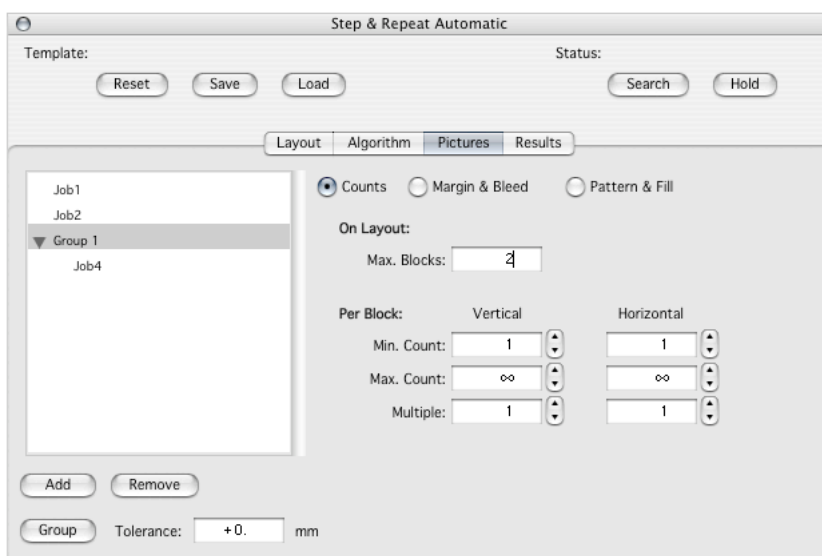 Step & Repeat Automatic
Template:
Status:
Reset Save Load
Search Hold
Layout Algorithm Pictures Results
Job1
Job2
Group 1
Job4
Counts Margin & Bleed Pattern & Fill
On Layout:
Max. Blocks: 2
Per Block: Vertical Horizontal
Min. Count: 1 1
Max. Count: ∞ ∞
Multiple: 1 1
Add Remove
Group Tolerance: +0. mm